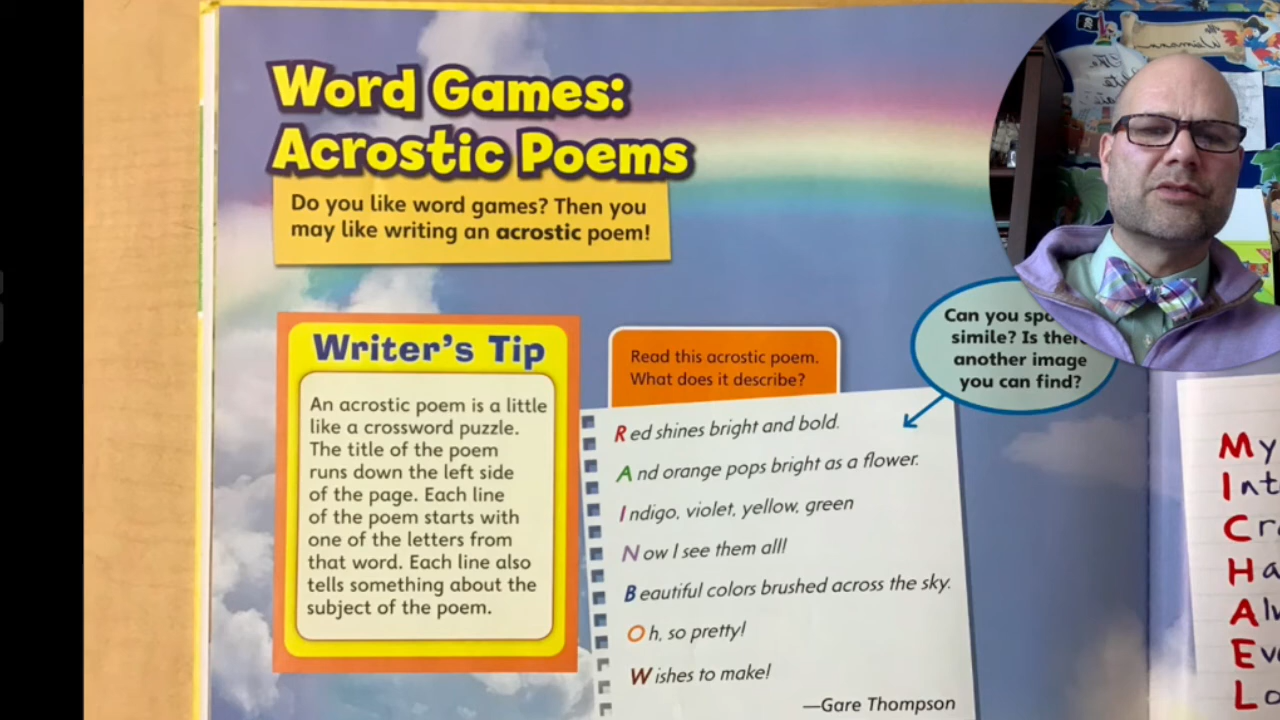 Word Games:
Acrostic Poems
Do you like word games? Then you
may like writing an acrostic poem!
Writer's Tip
An acrostic poem is a little
like a crossword puzzle.
The title of the poem
runs down the left side
of the page. Each line
of the poem starts with
one of the letters from
that word. Each line also
tells something about the
subject of the poem.
Read this acrostic poem.
What does it describe?
Can you
simile? Is
another image
you can find?
Red shines bright and bold.
And orange pops bright as a flower.
Indigo, violet, yellow, green
Now I see them all!
Beautiful colors brushed across the sky.
Oh, so pretty!
Wishes to make!
—Gare Thompson
My
I
C
H
A
E
L